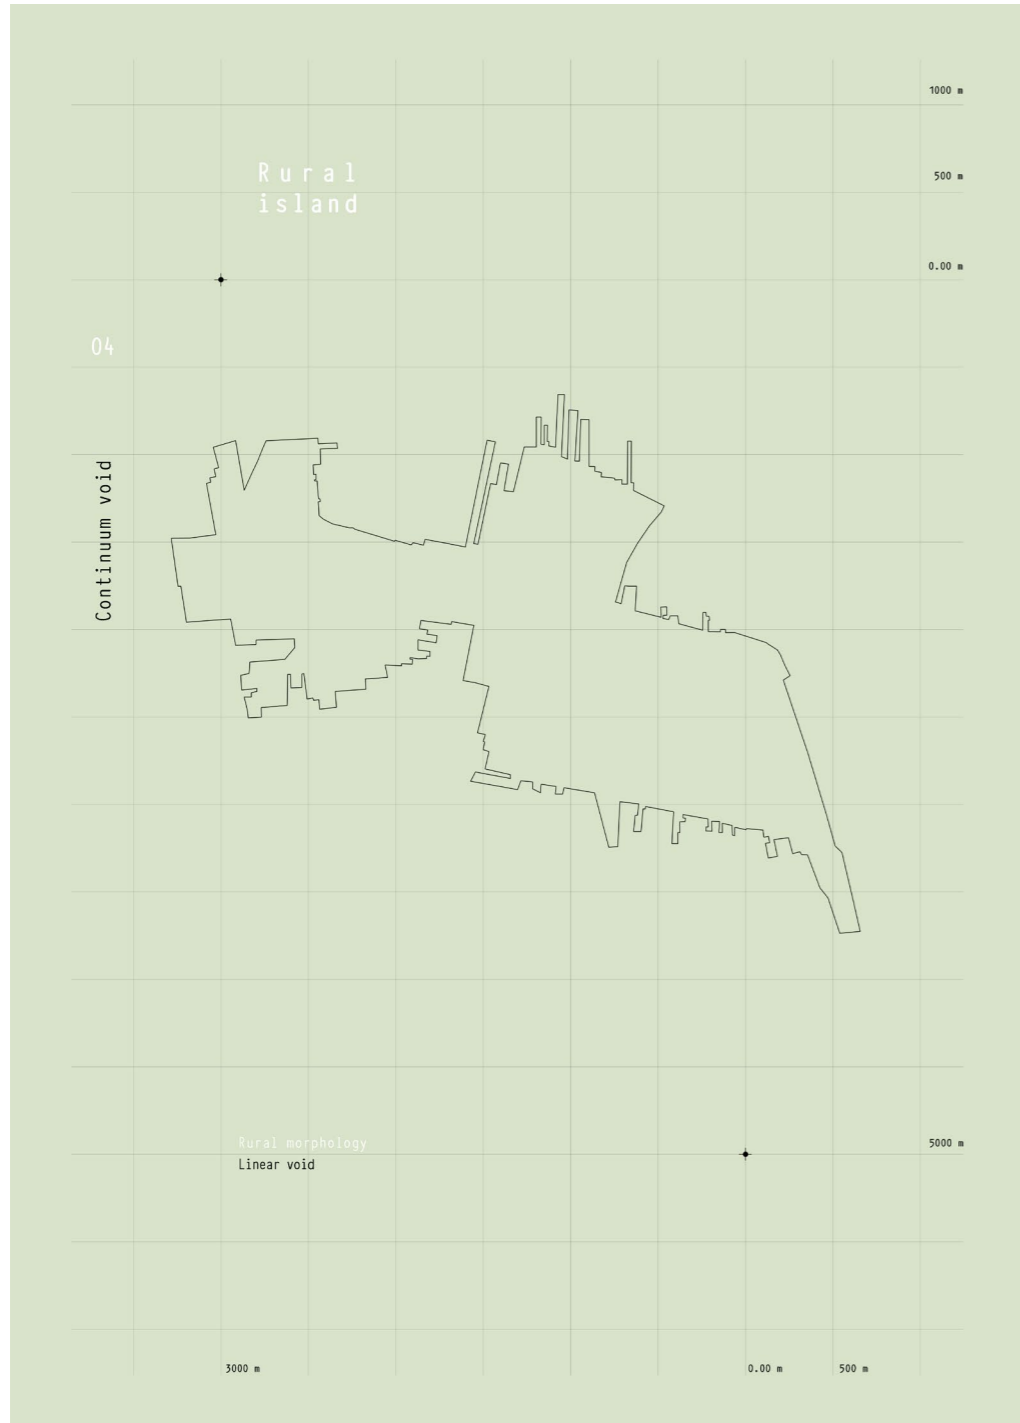 1000 m
Rural
island
500 m
0.00 m
04
Continuum void
Rural morphology
Linear void
5000 m
3000 m
0.00 m
500 m